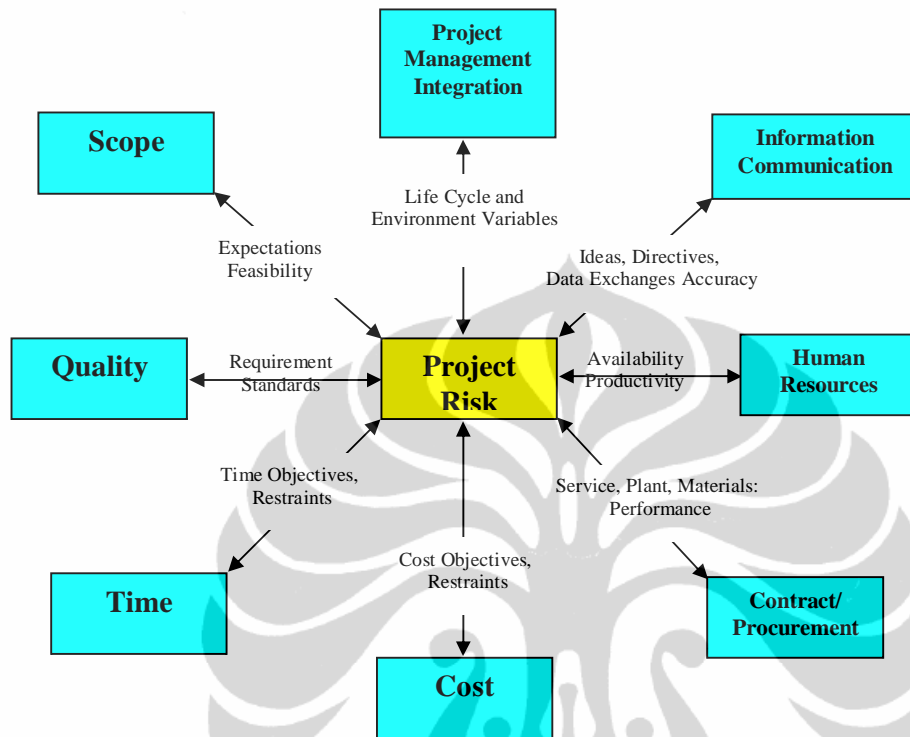 Project
Management
Integration
Scope
Information
Communication
Life Cycle and
Environment Variables
Expectations
Feasibility
Ideas, Directives,
Data Exchanges Accuracy
Quality
Requirement
Standards
Project
Risk
Availability
Productivity
Human
Resources
Time Objectives,
Restraints
Service, Plant, Materials:
Performance
Cost Objectives,
Restraints
Time
Contract/
Procurement
Cost